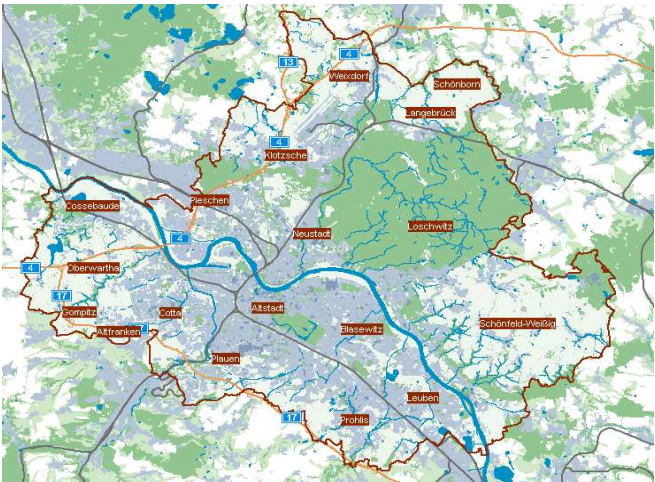 4
13
Weixdorf
Schönborn
Langebrück
4
Klotzsche
Pieschen
Cossebaude
Loschwitz
Neustadt
4
4
Oberwartha
17
Gompitz
Cotta
Altstadt
Altfranken
Blasewitz
Schönfeld-Weißig
Plauen
Leuben
17
Prohlis